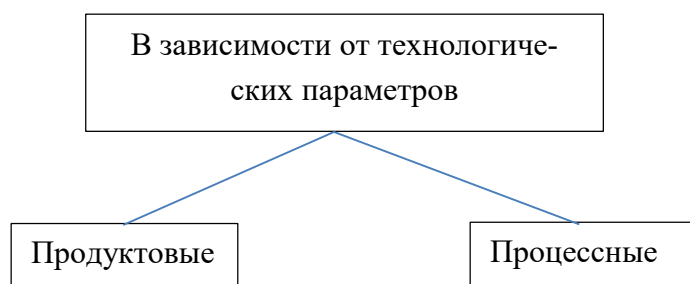 В зависимости от технологиче-
ских параметров
Продуктовые
Процессные